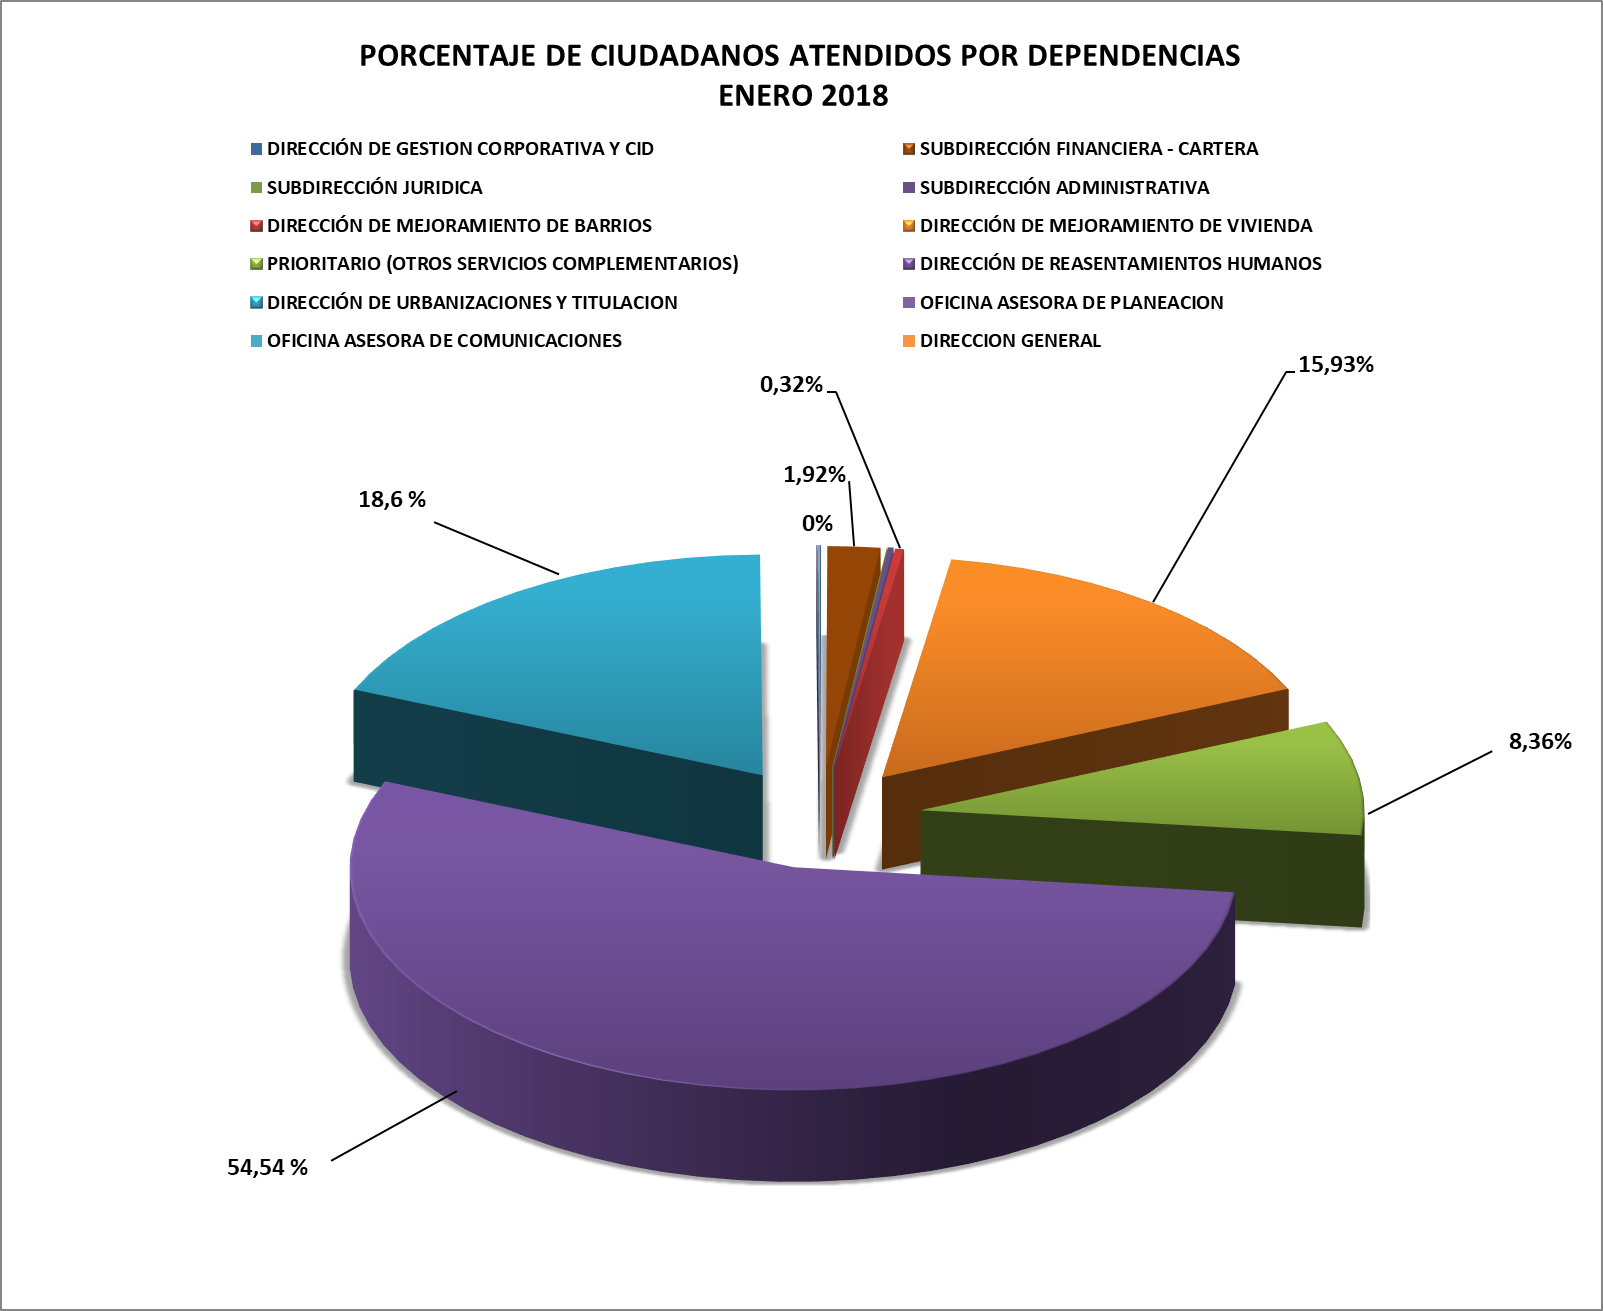 PORCENTAJE DE CIUDADANOS ATENDIDOS POR DEPENDENCIAS
ENERO 2018
DIRECCIÓN DE GESTION CORPORATIVA Y CID
SUBDIRECCIÓN FINANCIERA - CARTERA
SUBDIRECCIÓN JURIDICA
SUBDIRECCIÓN ADMINISTRATIVA
DIRECCIÓN DE MEJORAMIENTO DE BARRIOS
DIRECCIÓN DE MEJORAMIENTO DE VIVIENDA
PRIORITARIO (OTROS SERVICIOS COMPLEMENTARIOS)
DIRECCIÓN DE REASENTAMIENTOS HUMANOS
DIRECCIÓN DE URBANIZACIONES Y TITULACION
OFICINA ASESORA DE PLANEACION
OFICINA ASESORA DE COMUNICACIONES
DIRECCION GENERAL
15,93%
0,32%
1,92%
18,6 %
0%
8,36%
54,54 %